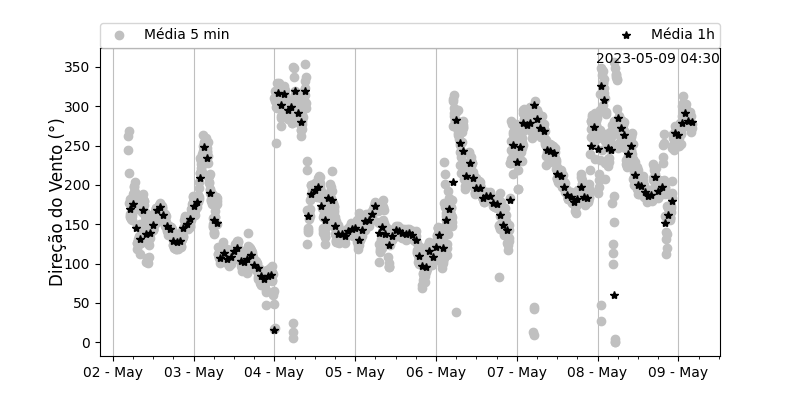 Média 5 min
Média 1h
2023-05-09 04:30
Direção do Vento (°)
350
300
250
200
150
100
50
0
02 - May
03 - May
04 - May
05 - May
06 - May
07 - May
08 - May
09 - May